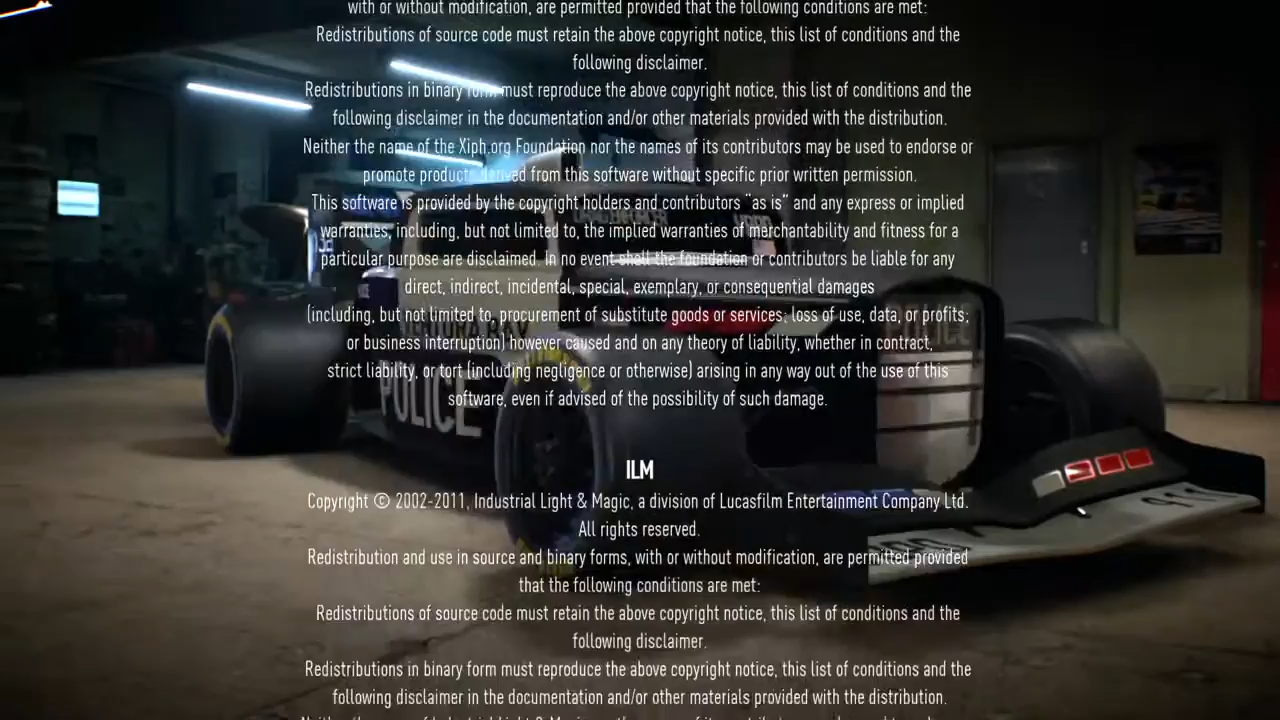 with or without modification, are permitted provided that the following conditions are met:
Redistributions of source code must retain the above copyright notice, this list of conditions and the
following disclaimer.
Redistributions in binary form must reproduce the above copyright notice, this list of conditions and the
following disclaimer in the documentation and/or other materials provided with the distribution.
Neither the name of the Xiph.org Foundation nor the names of its contributors may be used to endorse or
promote products derived from this software without specific prior written permission.
This software is provided by the copyright holders and contributors "as is" and any express or implied
warranties, including, but not limited to, the implied warranties of merchantability and fitness for a
particular purpose are disclaimed. In no event shall the foundation or contributors be liable for any
direct, indirect, incidental, special, exemplary, or consequential damages
(including, but not limited to, procurement of substitute goods or services; loss of use, data, or profits;
or business interruption) however caused and on any theory of liability, whether in contract,
strict liability, or tort (including negligence or otherwise) arising in any way out of the use of this
software, even if advised of the possibility of such damage.
VENTURA BAY
POLICE
POLICE
911
ILM
Copyright © 2002-2011, Industrial Light & Magic, a division of Lucasfilm Entertainment Company Ltd.
All rights reserved.
Redistribution and use in source and binary forms, with or without modification, are permitted provided
that the following conditions are met:
Redistributions of source code must retain the above copyright notice, this list of conditions and the
following disclaimer.
Redistributions in binary form must reproduce the above copyright notice, this list of conditions and the
following disclaimer in the documentation and/or other materials provided with the distribution.